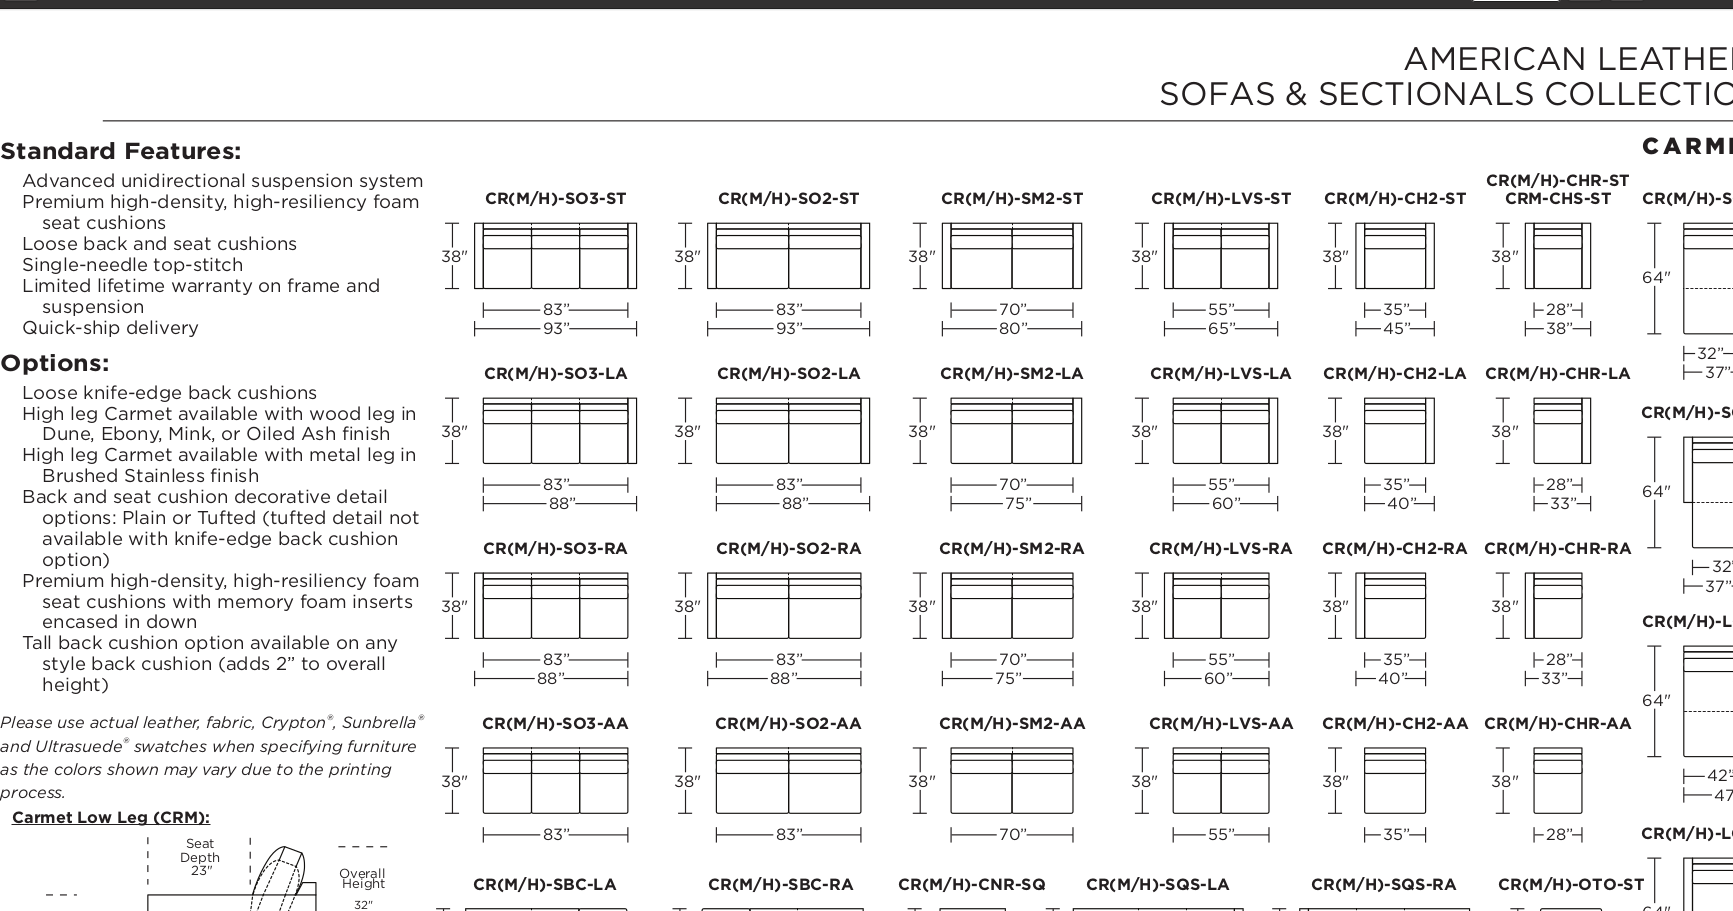 AMERICAN LEATHER
SOFAS & SECTIONALS COLLECTIO
Standard Features:
Advanced unidirectional suspension system
Premium high-density, high-resiliency foam
seat cushions
Loose back and seat cushions
Single-needle top-stitch
Limited lifetime warranty on frame and
suspension
Quick-ship delivery
Options:
Loose knife-edge back cushions
High leg Carmet available with wood leg in
Dune, Ebony, Mink, or Oiled Ash finish
High leg Carmet available with metal leg in
Brushed Stainless finish
Back and seat cushion decorative detail
options: Plain or Tufted (tufted detail not
available with knife-edge back cushion
option)
Premium high-density, high-resiliency foam
seat cushions with memory foam inserts
encased in down
Tall back cushion option available on any
style back cushion (adds 2” to overall
height)
Please use actual leather, fabric, Crypton®, Sunbrella®
and Ultrasuede® swatches when specifying furniture
as the colors shown may vary due to the printing
process.
Carmet Low Leg (CRM):
Seat
Depth
23"
Overall
Height
32"
CR(M/H)-SO3-ST CR(M/H)-SO2-ST CR(M/H)-SM2-ST CR(M/H)-LVS-ST CR(M/H)-CH2-ST CR(M/H)-CHR-ST
CRM-CHS-ST
38" 38" 38" 38" 38" 38"
83” 83” 70” 55” 35” 28”
93” 93” 80” 65” 45” 38”
CR(M/H)-SO3-LA CR(M/H)-SO2-LA CR(M/H)-SM2-LA CR(M/H)-LVS-LA CR(M/H)-CH2-LA CR(M/H)-CHR-LA
38" 38" 38" 38" 38" 38"
83” 83” 70” 55” 35” 28”
88” 88” 75” 60” 40” 33”
CR(M/H)-SO3-RA CR(M/H)-SO2-RA CR(M/H)-SM2-RA CR(M/H)-LVS-RA CR(M/H)-CH2-RA CR(M/H)-CHR-RA
38" 38" 38" 38" 38" 38"
83” 83” 70” 55” 35” 28”
88” 88” 75” 60” 40” 33”
CR(M/H)-SO3-AA CR(M/H)-SO2-AA CR(M/H)-SM2-AA CR(M/H)-LVS-AA CR(M/H)-CH2-AA CR(M/H)-CHR-AA
38" 38" 38" 38" 38" 38"
83” 83” 70” 55” 35” 28”
CR(M/H)-SBC-LA CR(M/H)-SBC-RA CR(M/H)-CNR-SQ CR(M/H)-SQS-LA CR(M/H)-SQS-RA CR(M/H)-OTO-ST
CARM
CR(M/H)-S
64"
32”
37”
CR(M/H)-S
64"
32”
37”
CR(M/H)-L
64"
42”
47
CR(M/H)-L